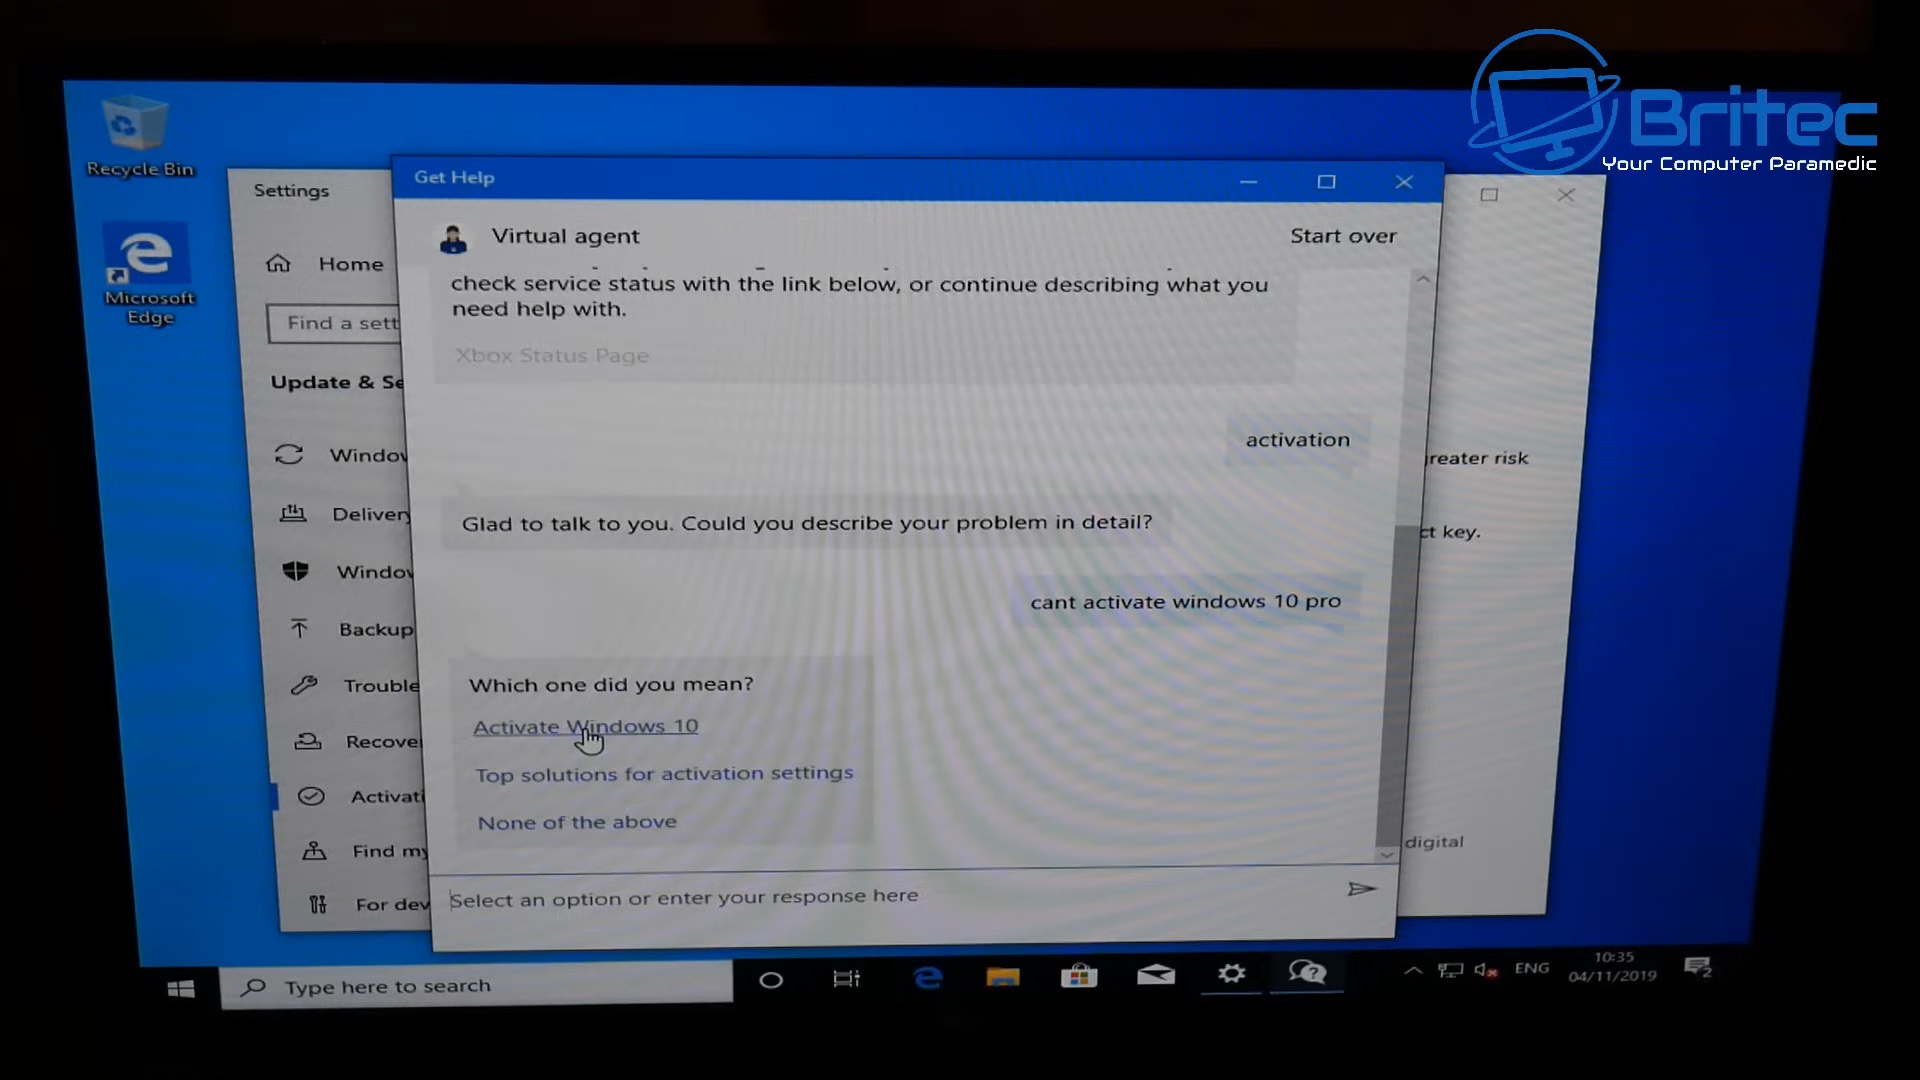 Britec
Your Computer Paramedic
Recycle Bin
Microsoft
Edge
Settings
Home
Find a sett
Update & Se
Window
Delivery
Window
Backup
Trouble
Recove
Activati
Find my
For dev
Get Help
Virtual agent
Start over
check service status with the link below, or continue describing what you
need help with.
Xbox Status Page
activation
Glad to talk to you. Could you describe your problem in detail?
cant activate windows 10 pro
Which one did you mean?
Activate Windows 10
Top solutions for activation settings
None of the above
Select an option or enter your response here
reater risk
ct key.
digital
Type here to search
ENG
10:35
04/11/2019
2